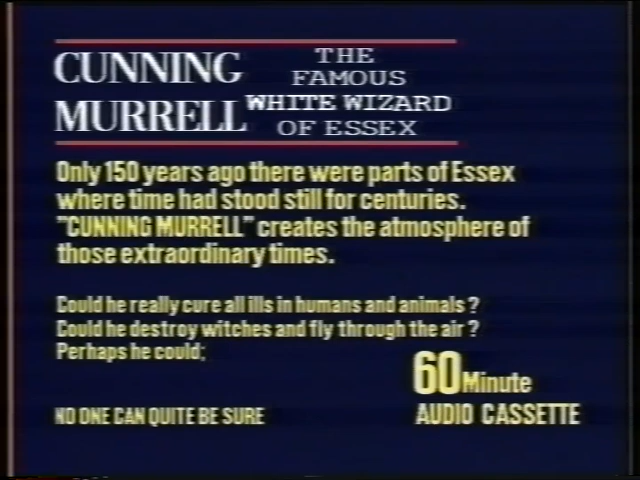 CUNNING MURRELL
THE
FAMOUS
WHITE WIZARD
OF ESSEX
Only 150 years ago there were parts of Essex
where time had stood still for centuries.
"CUNNING MURRELL" creates the atmosphere of
those extraordinary times.
Could he really cure all ills in humans and animals ?
Could he destroy witches and fly through the air ?
Perhaps he could;
NO ONE CAN QUITE BE SURE
60 Minute
AUDIO CASSETTE